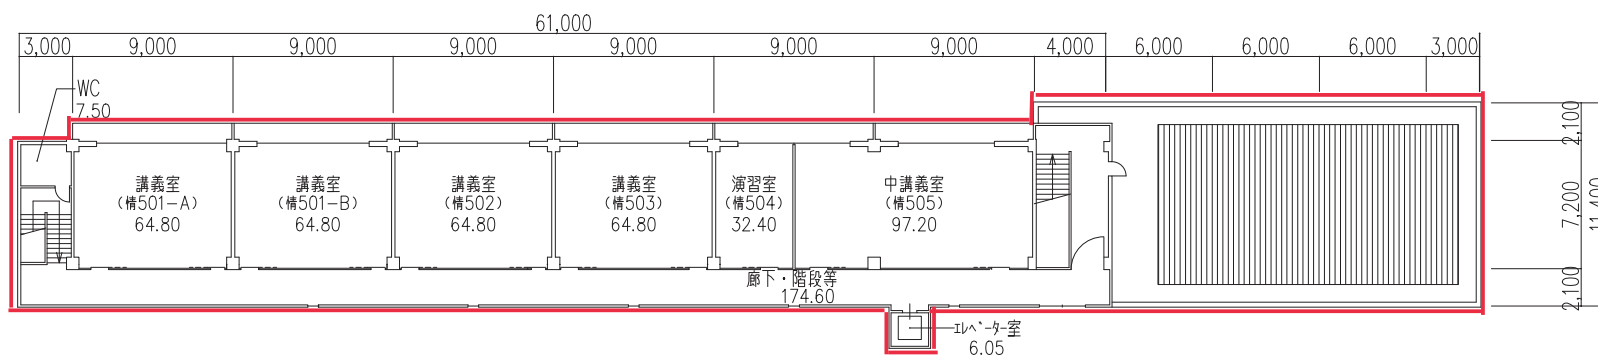 61,000
3,000 9,000 9,000 9,000 9,000 9,000 9,000 4,000 6,000 6,000 6,000 3,000
WC
7.50
講義室
(情501-A)
64.80
講義室
(情501-B)
64.80
講義室
(情502)
64.80
講義室
(情503)
64.80
演習室
(情504)
32.40
中講義室
(情505)
97.20
廊下・階段等
174.60
エレベーター室
6.05
2,100
7,200
2,100
11,400